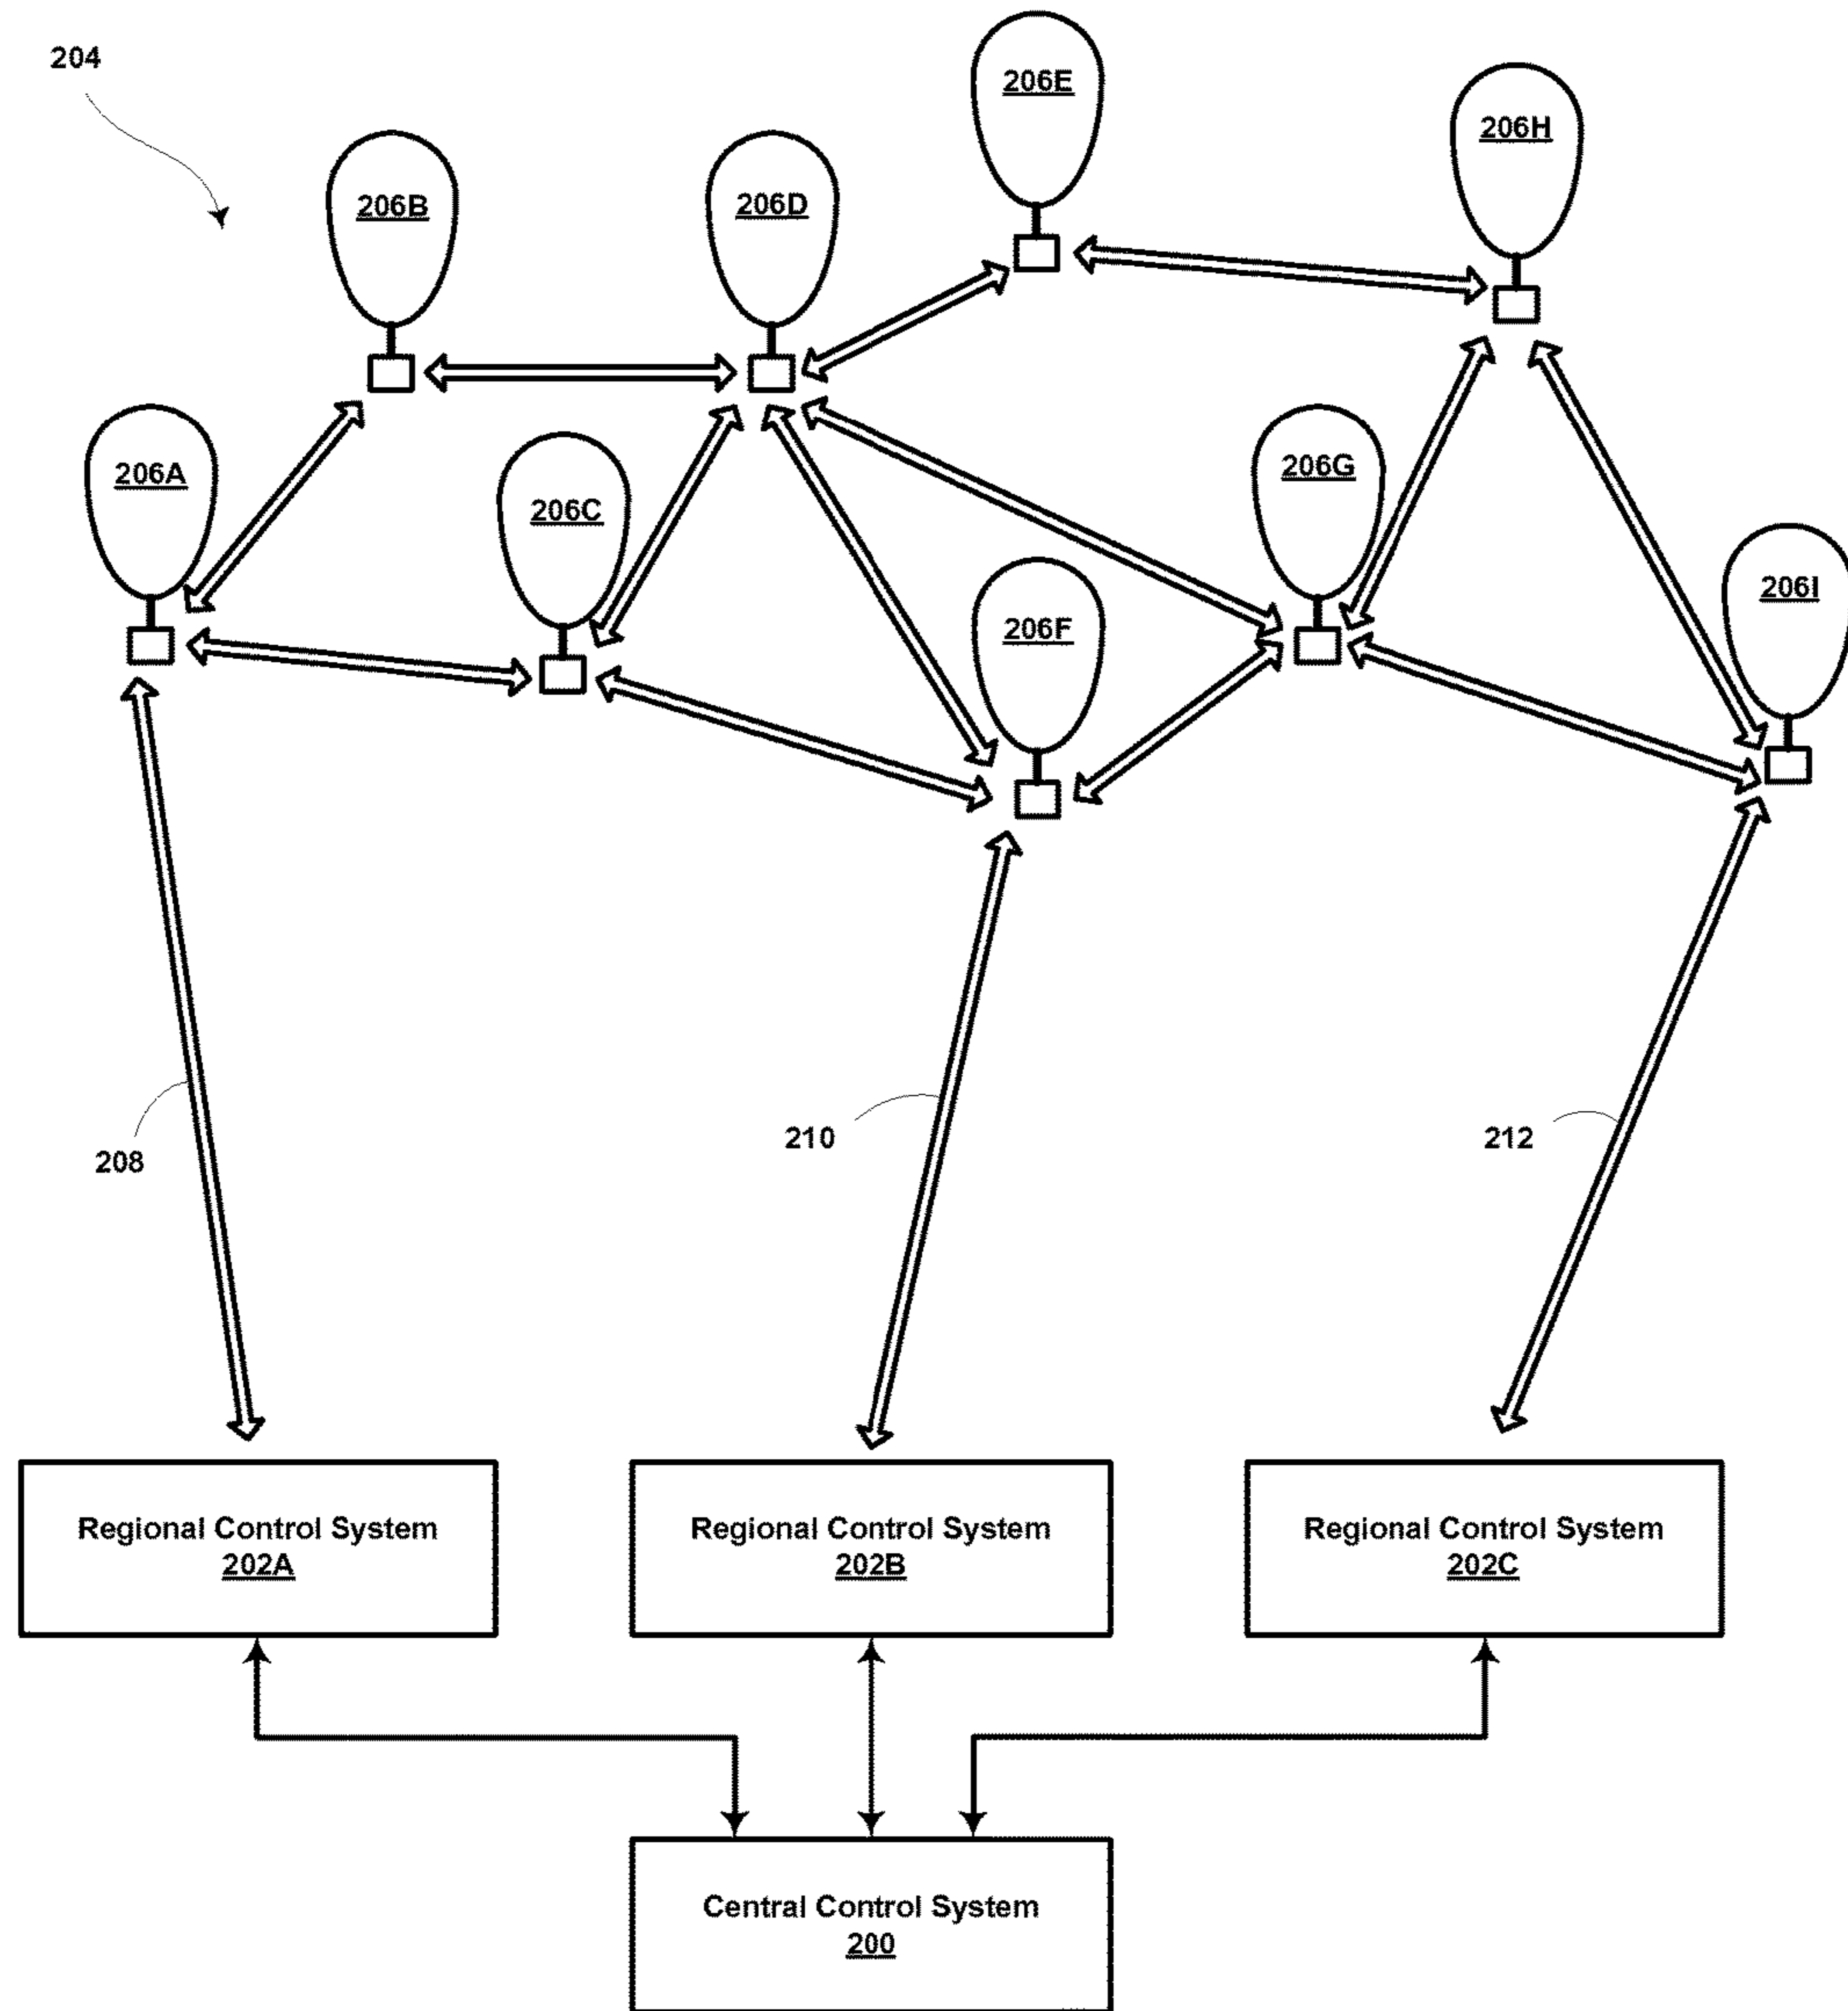 204
206E
206H
206B
206D
206A
206C
206G
206I
206F
208
210
212
Regional Control System
202A
Regional Control System
202B
Regional Control System
202C
Central Control System
200